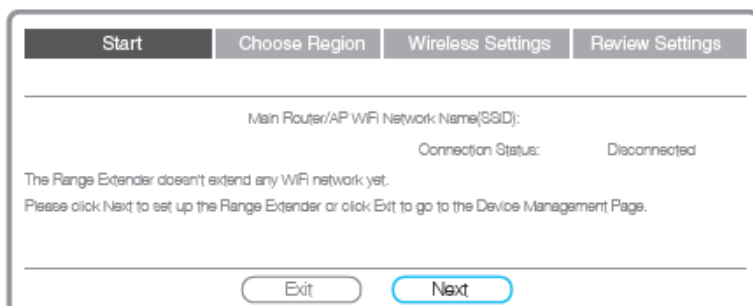 Start Choose Region Wireless Settings Review Settings
Main Router/AP WiFi Network Name(SSID):
Connection Status: Disconnected
The Range Extender doesn't extend any WiFi network yet.
Please click Next to set up the Range Extender or click Exit to go to the Device Management Page.
Exit Next